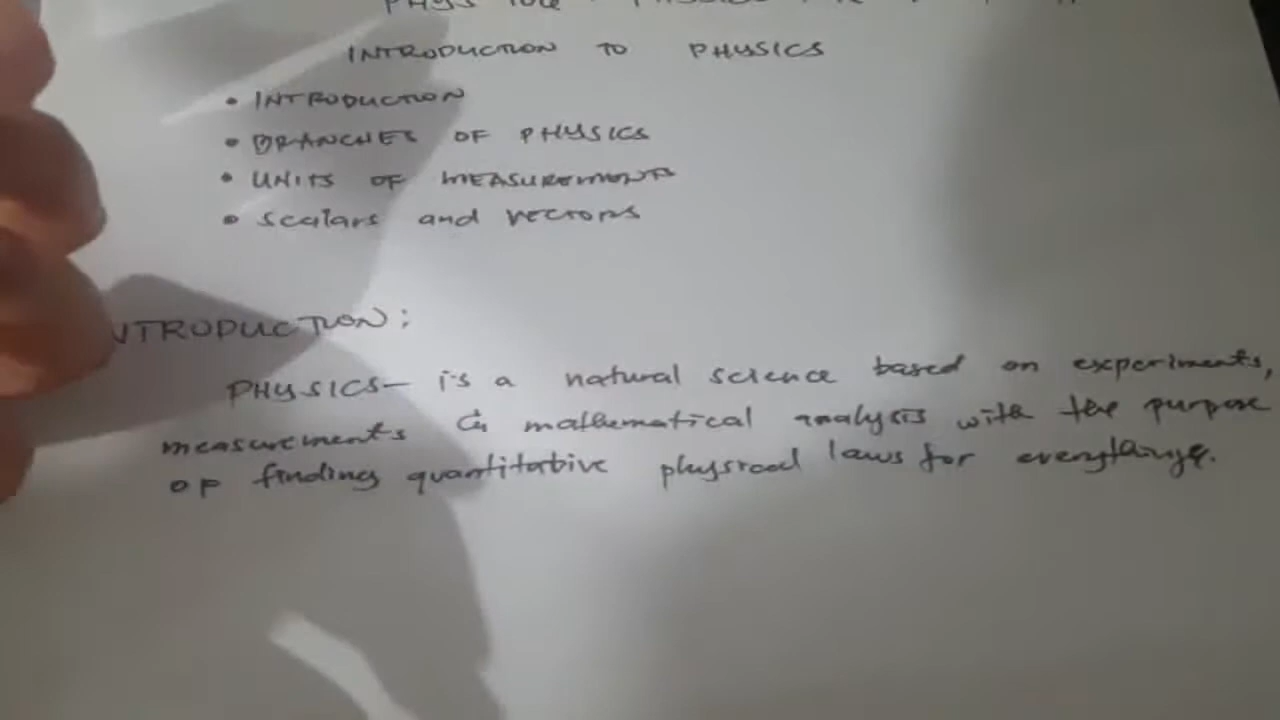 INTRODUCTION TO PHYSICS
• INTRODUCTION
• BRANCHES OF PHYSICS
• UNITS OF MEASUREMENTS
• Scalars and vectors
NTRODUCTION:
PHYSICS— is a natural science based on experiments,
measurements & mathematical analysis with the purpose
of finding quantitative physical laws for everything.